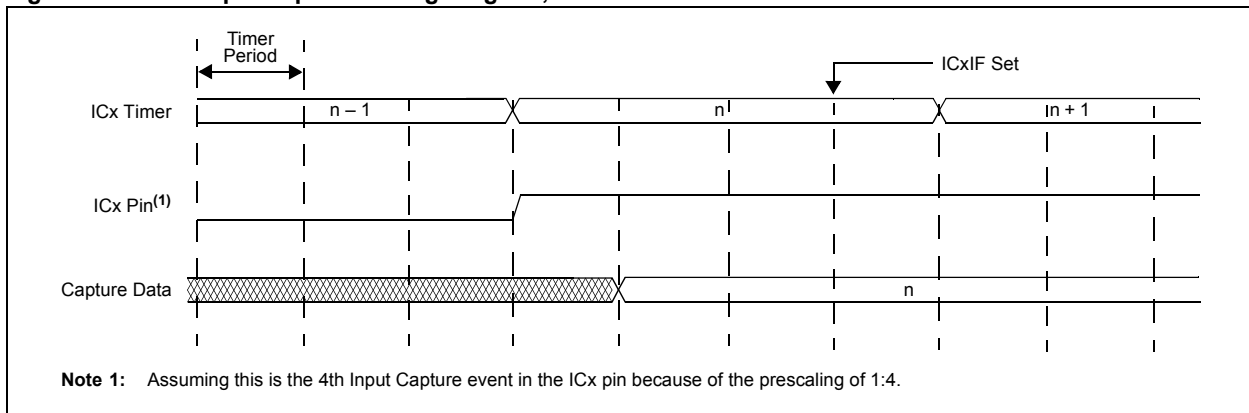 Timer
Period
ICxIF Set
ICx Timer
n – 1
n
n + 1
ICx Pin(1)
Capture Data
n
Note 1: Assuming this is the 4th Input Capture event in the ICx pin because of the prescaling of 1:4.